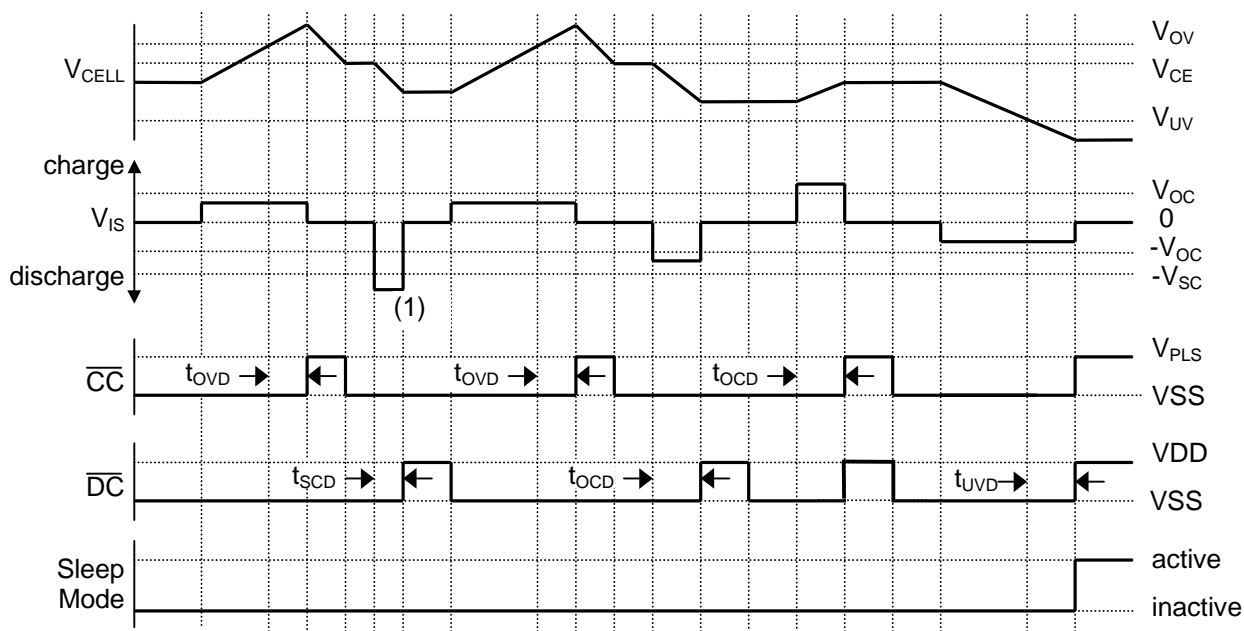 V_OV
V_CELL
V_CE
V_UV
charge
V_OC
V_IS
0
-V_OC
discharge
-V_SC
(1)
V_PLS
t_OVD
t_OVD
t_OCD
CC
VSS
VDD
t_SCD
t_OCD
t_UVD
DC
VSS
active
Sleep
Mode
inactive